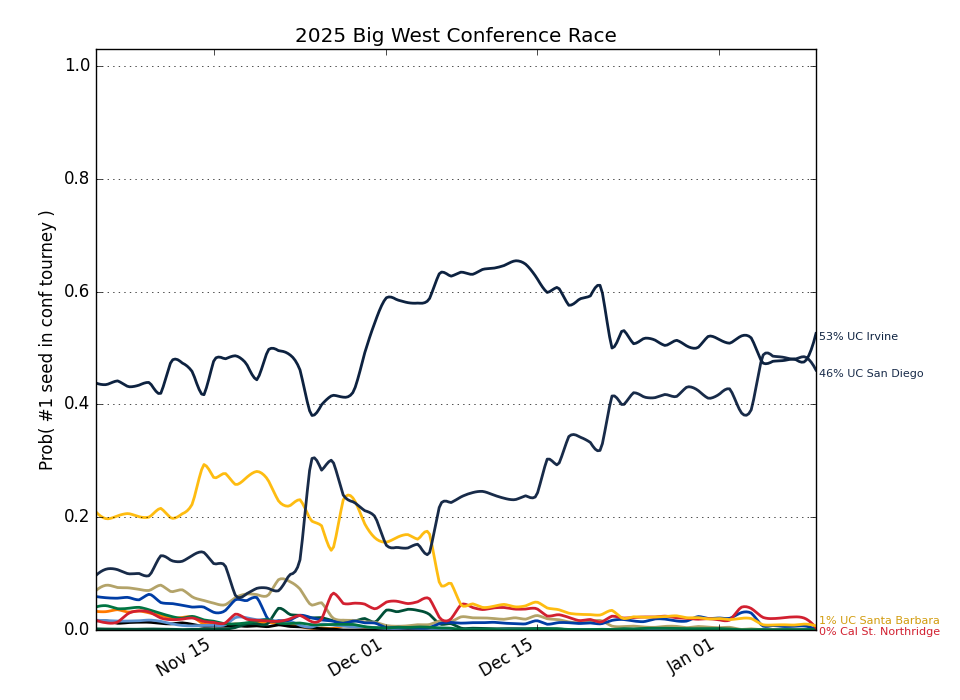 2025 Big West Conference Race
Prob( #1 seed in conf tourney )
1.0
0.8
0.6
0.4
0.2
0.0
Nov 15
Dec 01
Dec 15
Jan 01
53% UC Irvine
46% UC San Diego
1% UC Santa Barbara
0% Cal St. Northridge